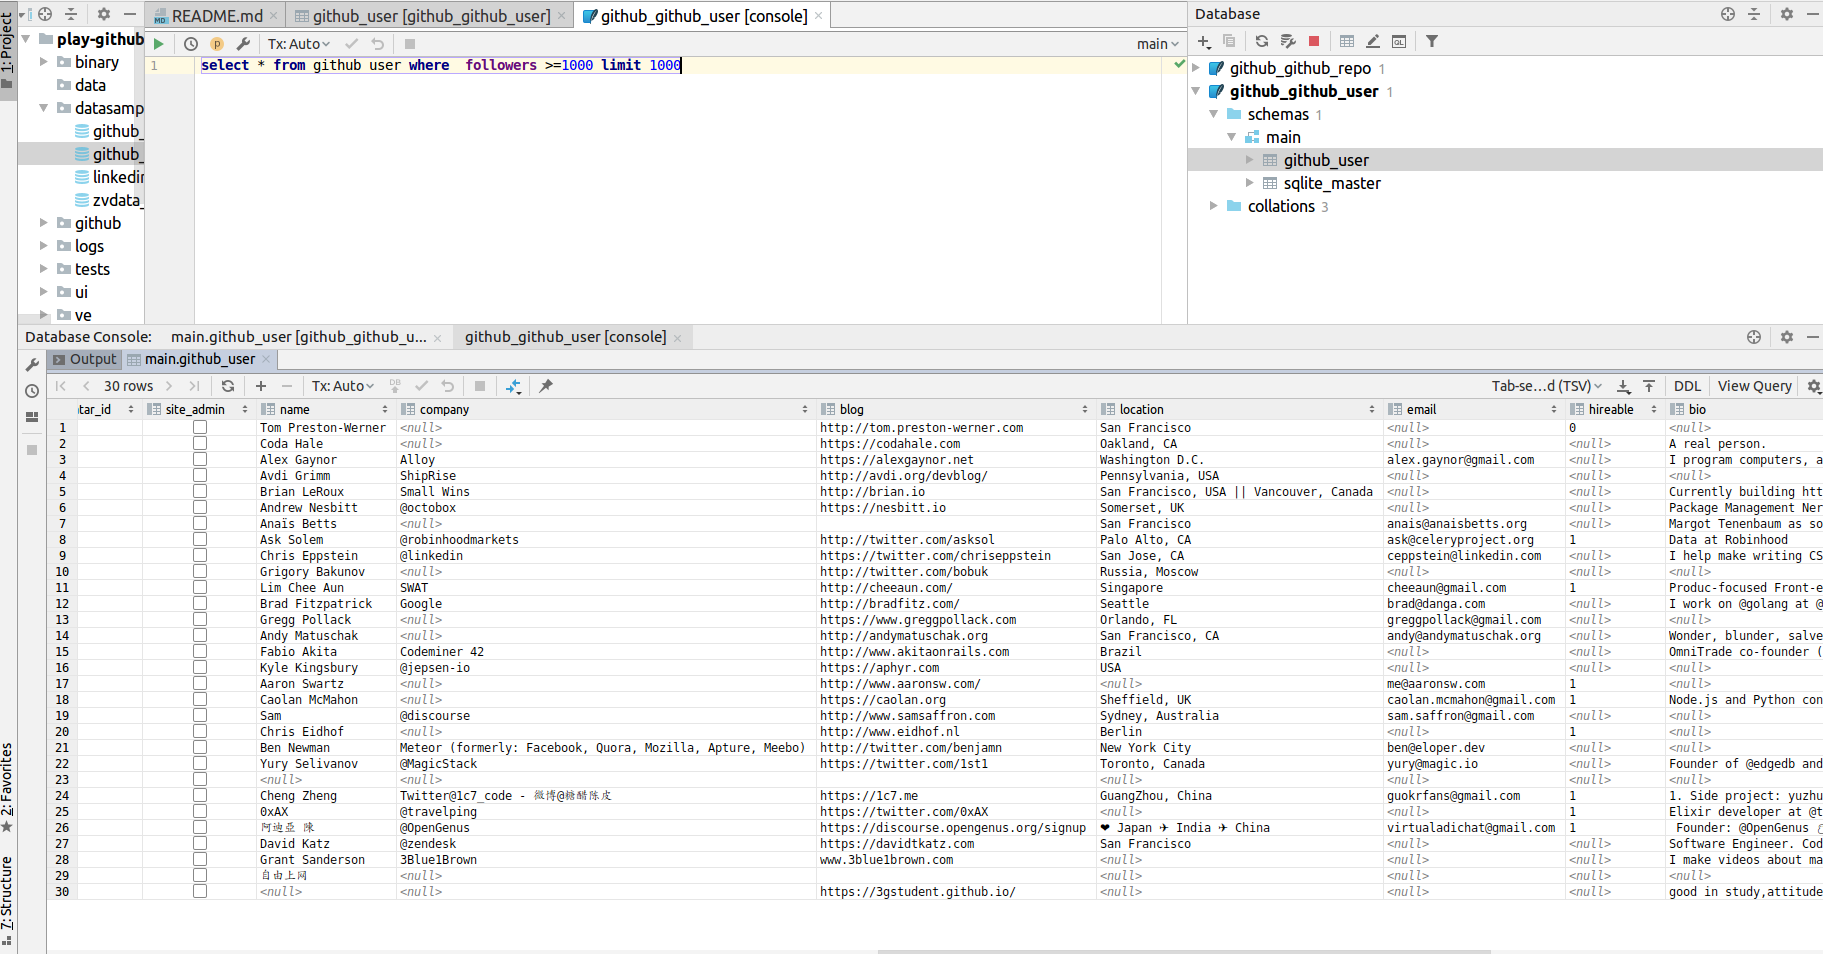 README.md
github_user [github_github_user]
github_github_user [console]
Database
1: Project
play-github
binary
data
datasamp
github_
github_
linkedin
zvdata_
github
logs
tests
ui
ve
Tx: Auto
main
1 select * from github_user where followers >=1000 limit 1000
github_github_repo 1
github_github_user 1
schemas 1
main
github_user
sqlite_master
collations 3
Database Console: main.github_user [github_github_u... github_github_user [console]
Output main.github_user
30 rows Tx: Auto Tab-se...d (TSV) DDL View Query
tar_id site_admin name company blog location email hireable bio
1 Tom Preston-Werner <null> http://tom.preston-werner.com San Francisco <null> 0 <null>
2 Coda Hale <null> https://codahale.com Oakland, CA <null> <null> A real person.
3 Alex Gaynor Alloy https://alexgaynor.net Washington D.C. alex.gaynor@gmail.com <null> I program computers, a
4 Avdi Grimm ShipRise http://avdi.org/devblog/ Pennsylvania, USA <null> <null> <null>
5 Brian LeRoux Small Wins http://brian.io San Francisco, USA || Vancouver, Canada <null> <null> Currently building htt
6 Andrew Nesbitt @octobox https://nesbitt.io Somerset, UK <null> <null> Package Management Ner
7 Anaïs Betts <null> San Francisco anais@anaisbetts.org <null> Margot Tenenbaum as so
8 Ask Solem @robinhoodmarkets http://twitter.com/asksol Palo Alto, CA ask@celeryproject.org 1 Data at Robinhood
9 Chris Eppstein @linkedin https://twitter.com/chriseppstein San Jose, CA ceppstein@linkedin.com <null> I help make writing CS
10 Grigory Bakunov <null> http://twitter.com/bobuk Russia, Moscow <null> <null> <null>
11 Lim Chee Aun SWAT http://cheeaun.com/ Singapore cheeaun@gmail.com 1 Produc-focused Front-e
12 Brad Fitzpatrick Google http://bradfitz.com/ Seattle brad@danga.com <null> I work on @golang at @
13 Gregg Pollack <null> https://www.greggpollack.com Orlando, FL greggpollack@gmail.com <null> <null>
14 Andy Matuschak <null> http://andymatuschak.org San Francisco, CA andy@andymatuschak.org <null> Wonder, blunder, salve
15 Fabio Akita Codeminer 42 http://www.akitaonrails.com Brazil <null> <null> OmniTrade co-founder (
16 Kyle Kingsbury @jepsen-io https://aphyr.com USA <null> <null> <null>
17 Aaron Swartz <null> http://www.aaronsw.com/ <null> me@aaronsw.com 1 <null>
18 Caolan McMahon <null> https://caolan.org Sheffield, UK caolan.mcmahon@gmail.com 1 Node.js and Python con
19 Sam @discourse http://www.samsaffron.com Sydney, Australia sam.saffron@gmail.com <null> <null>
20 Chris Eidhof <null> http://www.eidhof.nl Berlin <null> 1 <null>
21 Ben Newman Meteor (formerly: Facebook, Quora, Mozilla, Apture, Meebo) http://twitter.com/benjamn New York City ben@eloper.dev <null> <null>
22 Yury Selivanov @MagicStack https://twitter.com/1st1 Toronto, Canada yury@magic.io <null> Founder of @edgedb and
23 <null> <null> <null> <null> <null> <null>
24 Cheng Zheng Twitter@1c7_code - 微博@糖醋陈皮 https://1c7.me GuangZhou, China guokrfans@gmail.com 1 1. Side project: yuzhu
25 0xAX @travelping https://twitter.com/0xAX <null> <null> 1 Elixir developer at @t
26 阿迪亞 陳 @OpenGenus https://discourse.opengenus.org/signup ❤ Japan ✈ India ✈ China virtualadichat@gmail.com 1 Founder: @OpenGenus
27 David Katz @zendesk https://davidtkatz.com San Francisco <null> <null> Software Engineer. Cod
28 Grant Sanderson 3Blue1Brown www.3blue1brown.com <null> <null> <null> I make videos about ma
29 自由上网 <null> <null> <null> <null> <null>
30 <null> <null> https://3gstudent.github.io/ <null> <null> <null> good in study,attitude
2: Favorites
7: Structure